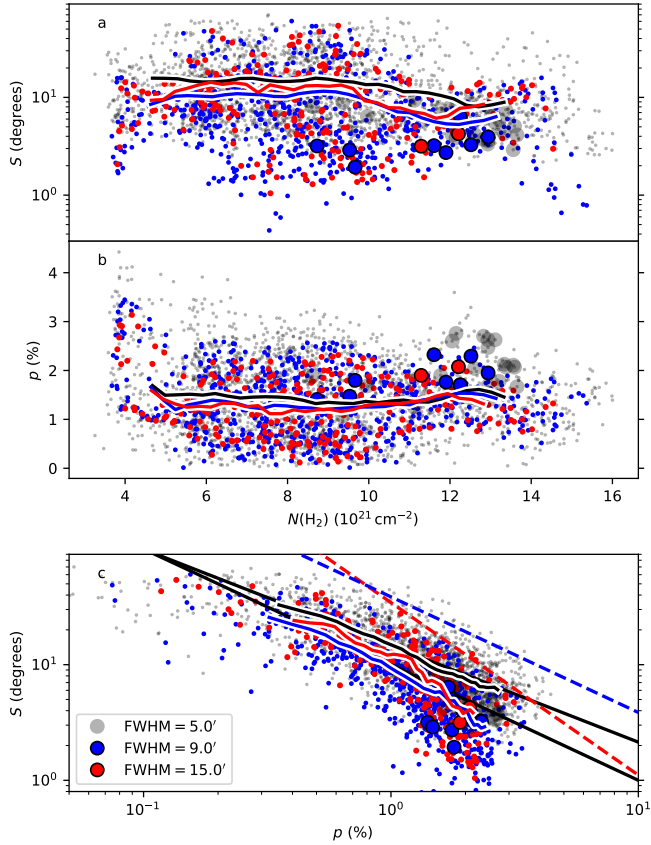 a
10¹
10⁰
S (degrees)
b
4
3
2
1
0
p (%)
4 6 8 10 12 14 16
N(H₂) (10²¹ cm⁻²)
c
10¹
10⁰
S (degrees)
FWHM = 5.0′
FWHM = 9.0′
FWHM = 15.0′
10⁻¹ 10⁰ 10¹
p (%)